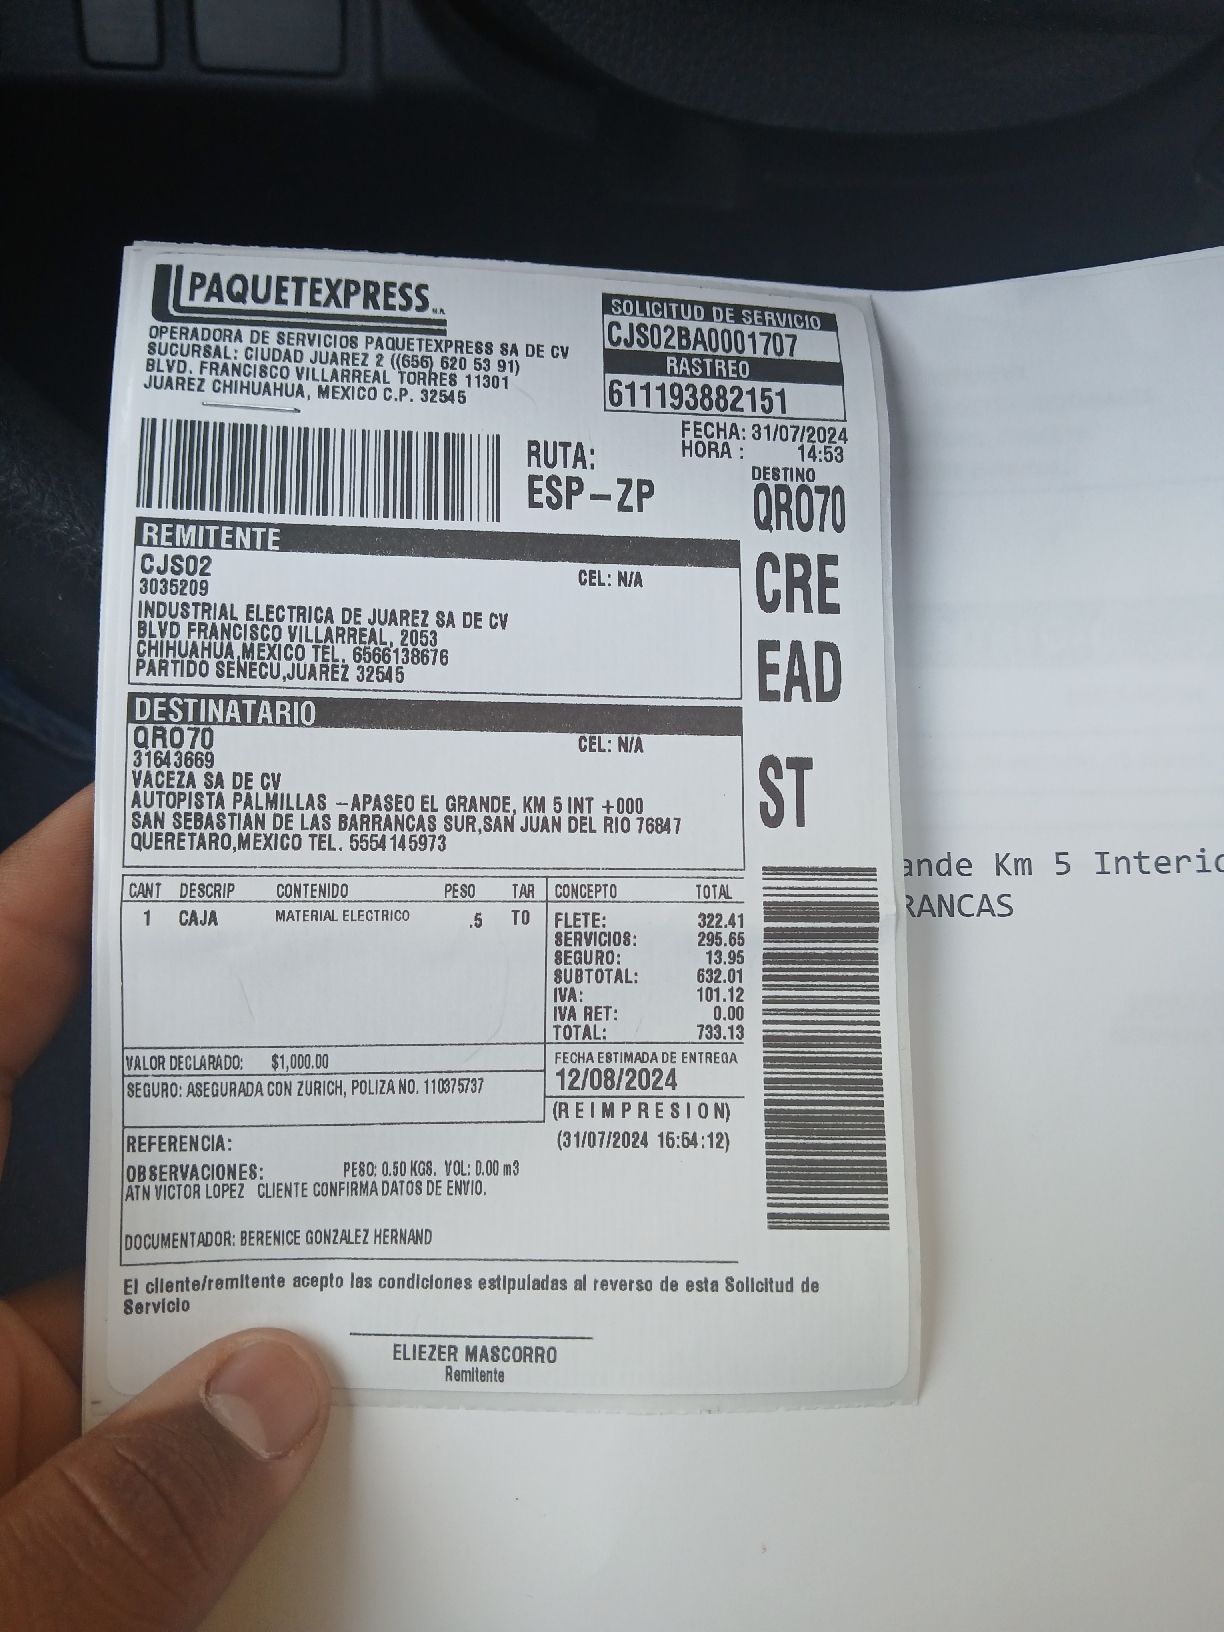 PAQUETEXPRESS M.R.
OPERADORA DE SERVICIOS PAQUETEXPRESS SA DE CV
SUCURSAL: CIUDAD JUAREZ 2 ((656) 620 53 91)
BLVD. FRANCISCO VILLARREAL TORRES 11301
JUAREZ CHIHUAHUA, MEXICO C.P. 32545
SOLICITUD DE SERVICIO
CJS02BA0001707
RASTREO
611193882151
FECHA: 31/07/2024
HORA : 14:53
RUTA:
ESP-ZP
DESTINO
QRO70
CRE
EAD
ST
REMITENTE
CJS02
CEL: N/A
3035209
INDUSTRIAL ELECTRICA DE JUAREZ SA DE CV
BLVD FRANCISCO VILLARREAL, 2053
CHIHUAHUA,MEXICO TEL. 6566138676
PARTIDO SENECU,JUAREZ 32545
DESTINATARIO
QRO70
CEL: N/A
31643669
VACEZA SA DE CV
AUTOPISTA PALMILLAS -APASEO EL GRANDE, KM 5 INT +000
SAN SEBASTIAN DE LAS BARRANCAS SUR,SAN JUAN DEL RIO 76847
QUERETARO,MEXICO TEL. 5554145973
CANT DESCRIP CONTENIDO PESO TAR CONCEPTO TOTAL
1 CAJA MATERIAL ELECTRICO .5 T0
FLETE: 322.41
SERVICIOS: 295.65
SEGURO: 13.95
SUBTOTAL: 632.01
IVA: 101.12
IVA RET: 0.00
TOTAL: 733.13
VALOR DECLARADO: $1,000.00
SEGURO: ASEGURADA CON ZURICH, POLIZA NO. 110875737
FECHA ESTIMADA DE ENTREGA
12/08/2024
(REIMPRESION)
(31/07/2024 15:54:12)
REFERENCIA:
OBSERVACIONES: PESO: 0.50 KGS. VOL: 0.00 m3
ATN VICTOR LOPEZ CLIENTE CONFIRMA DATOS DE ENVIO.
DOCUMENTADOR: BERENICE GONZALEZ HERNAND
El cliente/remitente acepto las condiciones estipuladas al reverso de esta Solicitud de
Servicio
ELIEZER MASCORRO
Remitente
ande Km 5 Interio
RANCAS